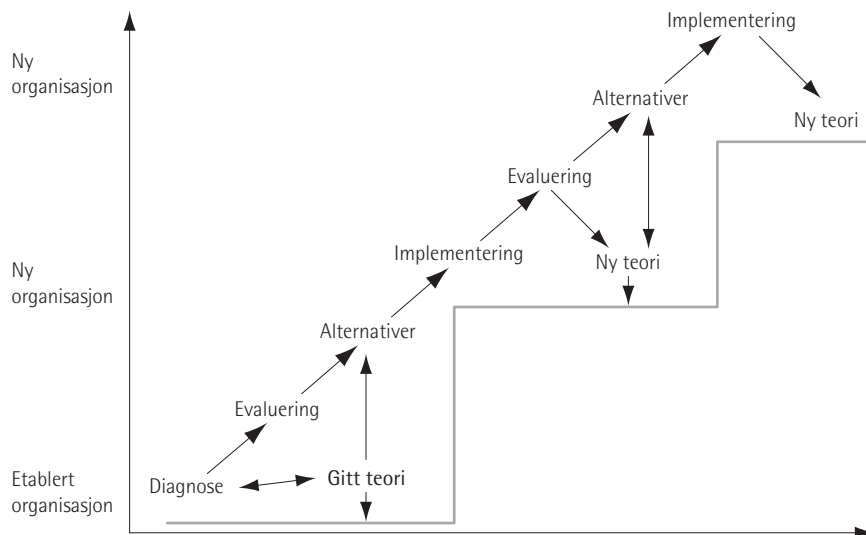 Implementering
Ny
organisasjon
Alternativer
Ny teori
Evaluering
Implementering
Ny teori
Ny
organisasjon
Alternativer
Evaluering
Etablert
organisasjon
Diagnose
Gitt teori